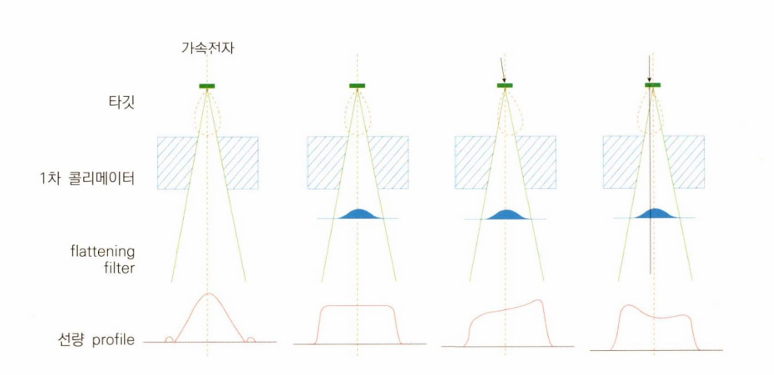 가속전자
타깃
1차 콜리메이터
flattening
filter
선량 profile